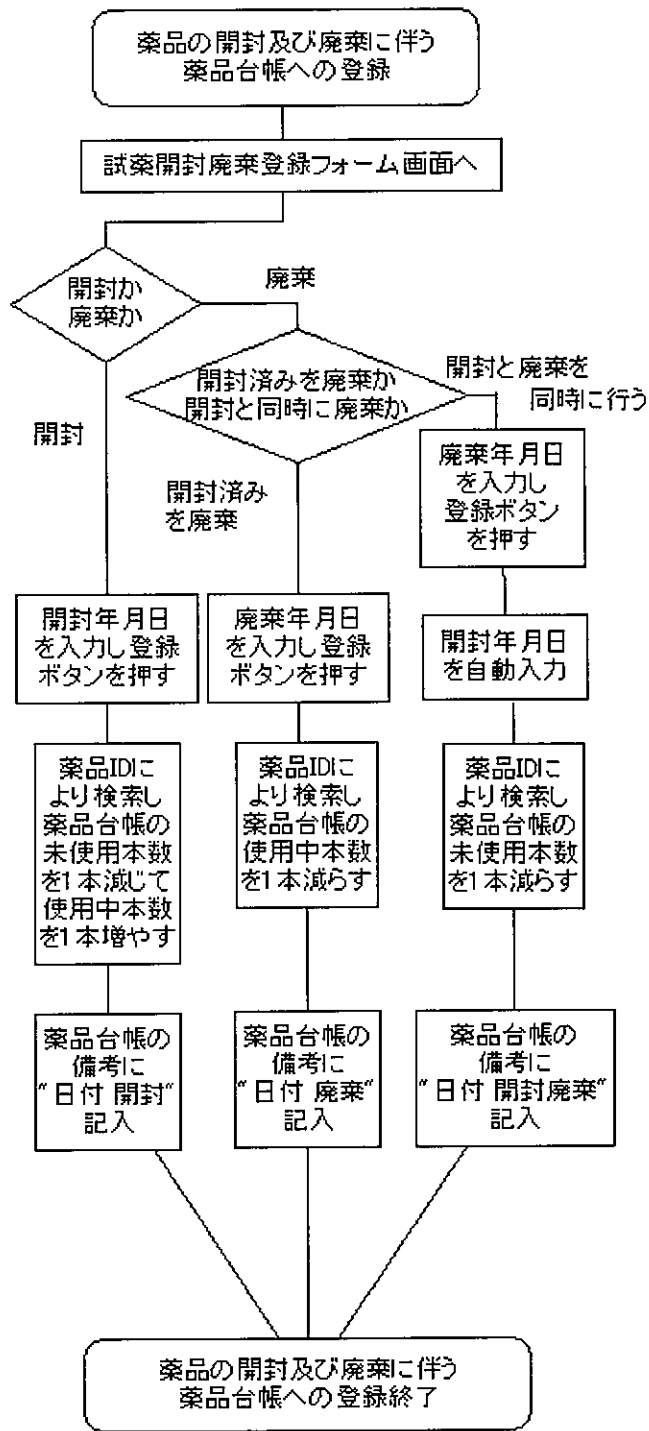 薬品の開封及び廃棄に伴う
薬品台帳への登録
試薬開封廃棄登録フォーム画面へ
開封か
廃棄か
廃棄
開封済みを廃棄か
開封と同時に廃棄か
開封と廃棄を
同時に行う
開封
開封済み
を廃棄
廃棄年月日
を入力し
登録ボタン
を押す
開封年月日
を入力し登録
ボタンを押す
廃棄年月日
を入力し登録
ボタンを押す
開封年月日
を自動入力
薬品IDに
より検索し
薬品台帳の
未使用本数
を1本減じて
使用中本数
を1本増やす
薬品IDに
より検索し
薬品台帳の
使用中本数
を1本減らす
薬品IDに
より検索し
薬品台帳の
未使用本数
を1本減らす
薬品台帳の
備考に
"日付 開封"
記入
薬品台帳の
備考に
"日付 廃棄"
記入
薬品台帳の
備考に
"日付 開封廃棄"
記入
薬品の開封及び廃棄に伴う
薬品台帳への登録終了